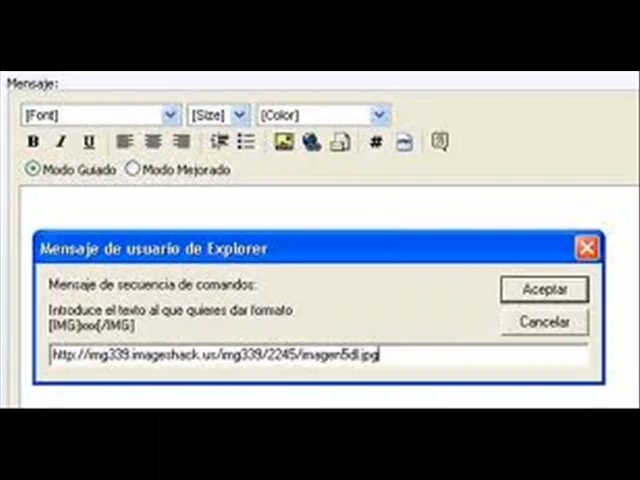 Mensaje:
[Font] [Size] [Color]
B I U #
Modo Guiado Modo Mejorado
Mensaje de usuario de Explorer
Mensaje de secuencia de comandos:
Aceptar
Introduce el texto al que quieres dar formato
[IMG]xxx[/IMG]
Cancelar
http://img339.imageshack.us/img339/2245/imagen5dl.jpg